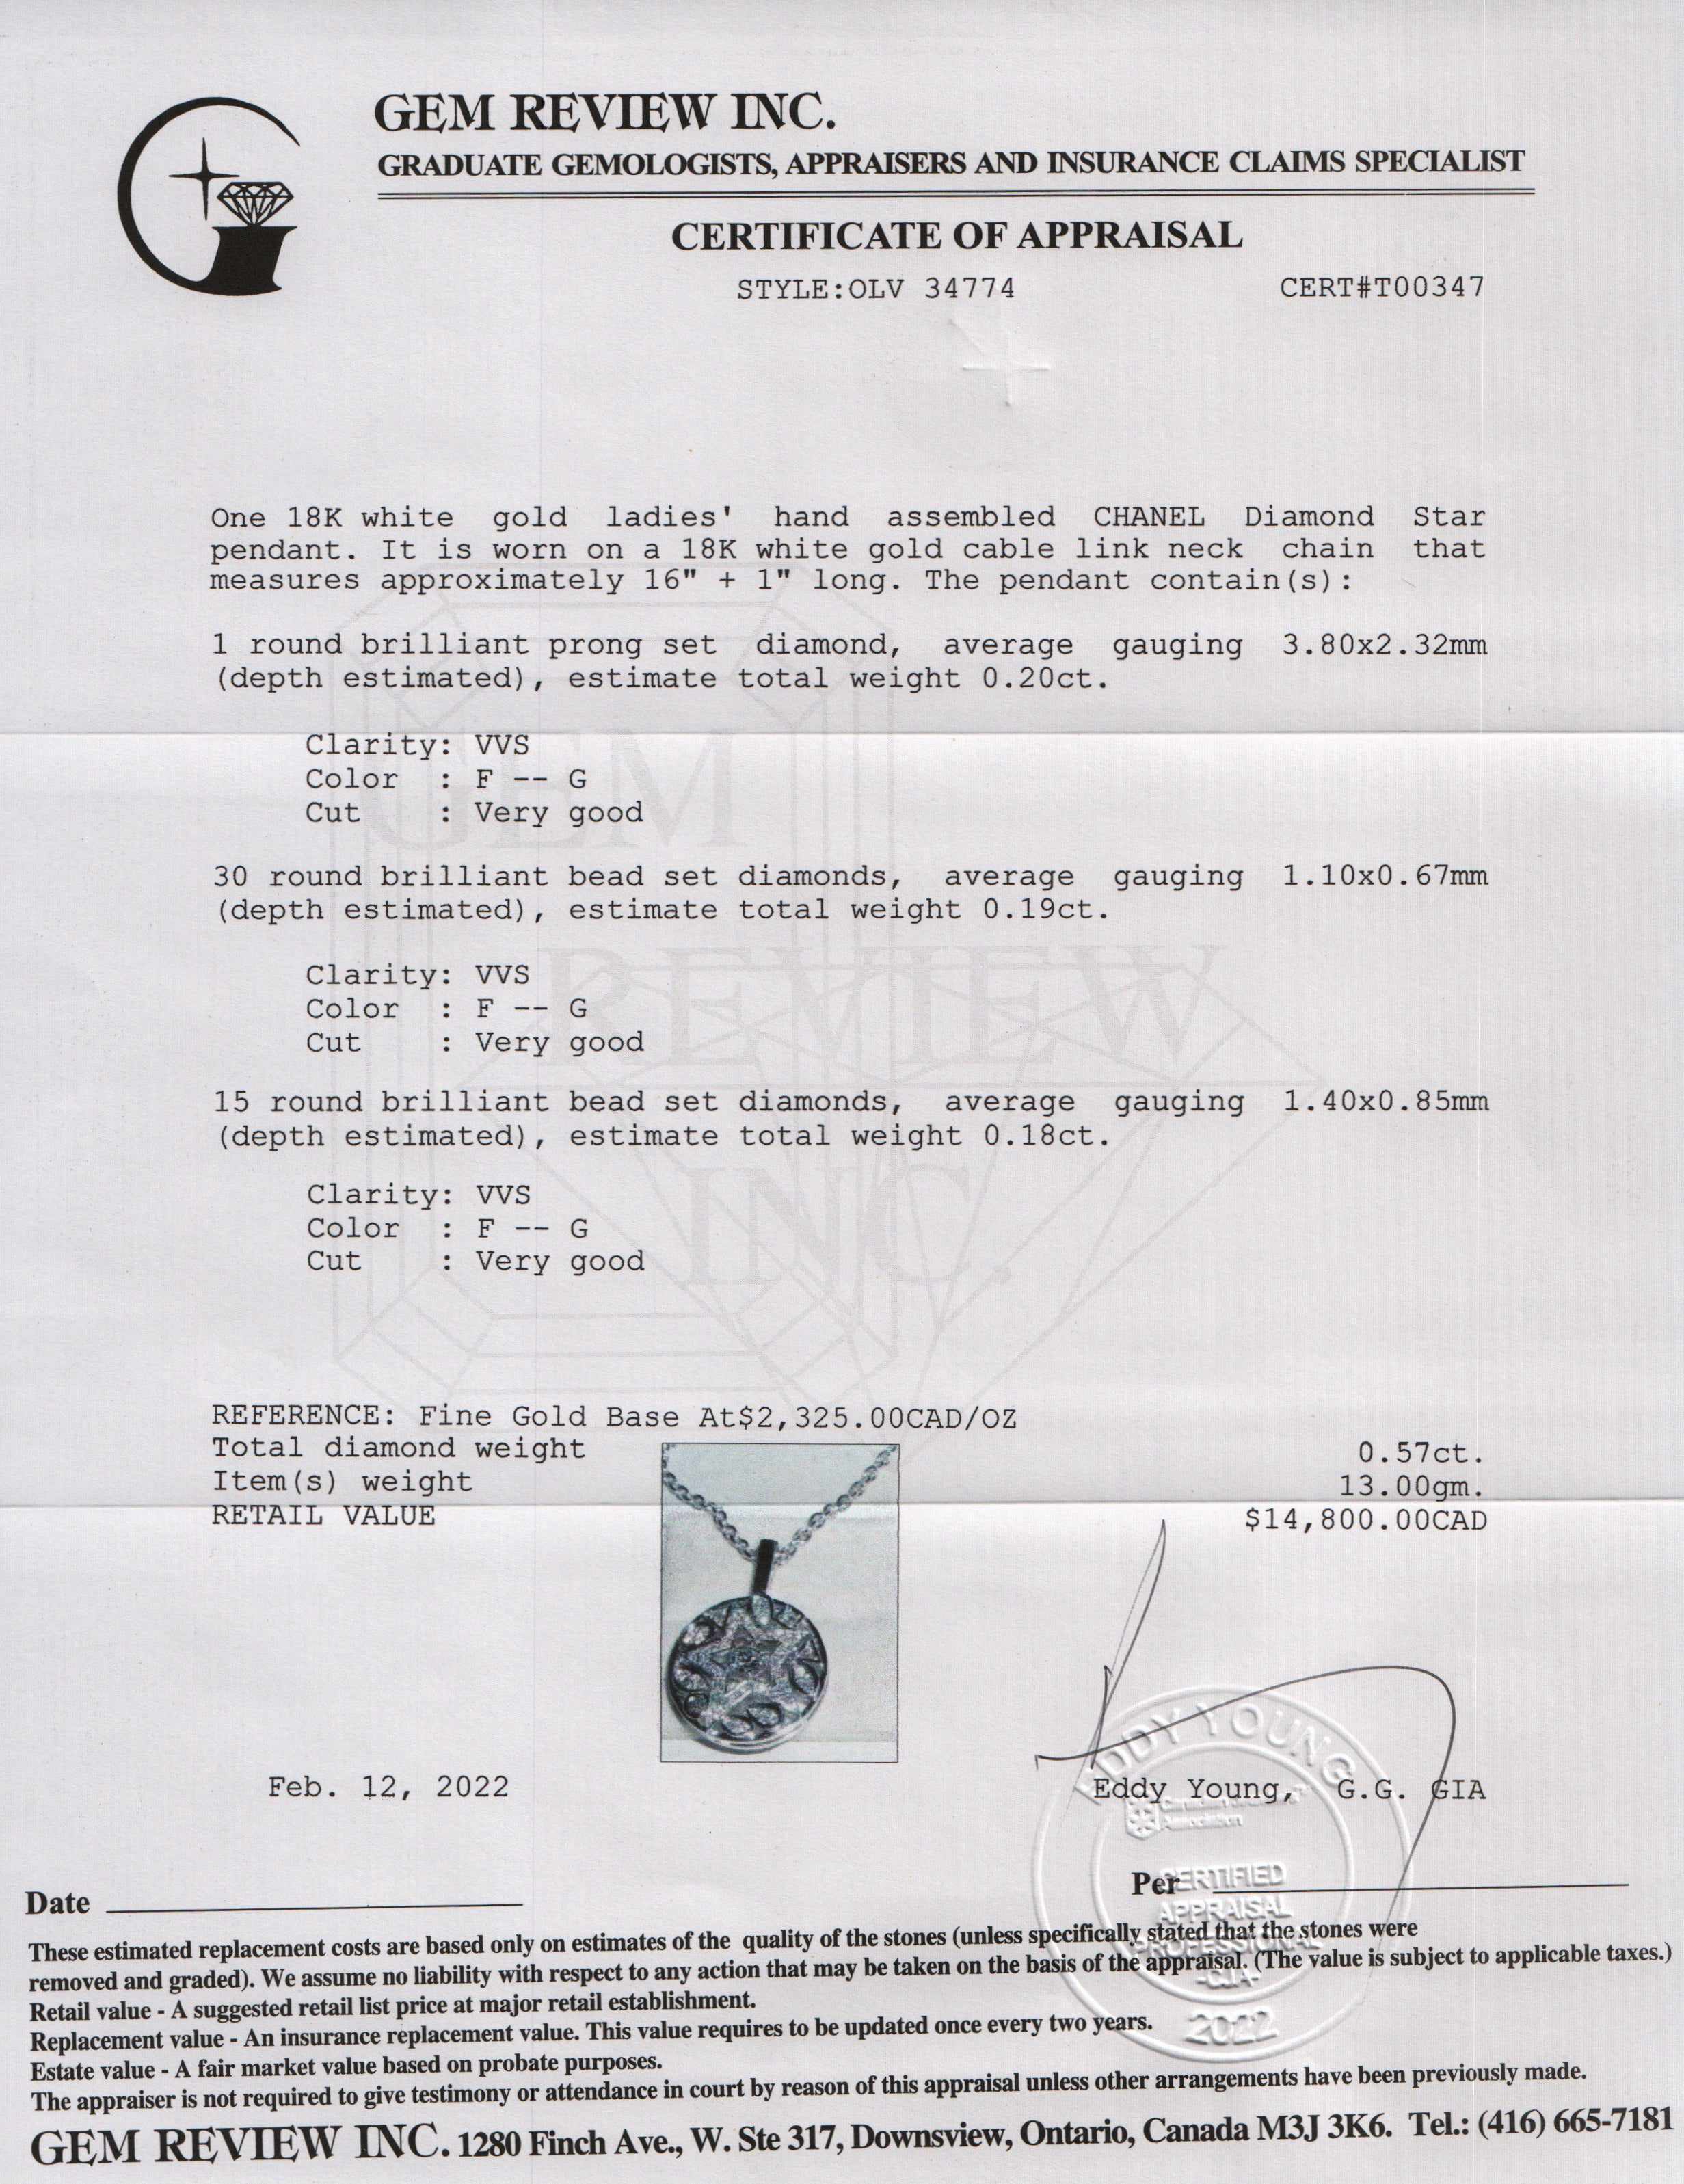 GEM REVIEW INC.
GRADUATE GEMOLOGISTS, APPRAISERS AND INSURANCE CLAIMS SPECIALIST
CERTIFICATE OF APPRAISAL
STYLE:OLV 34774 CERT#T00347
One 18K white gold ladies' hand assembled CHANEL Diamond Star
pendant. It is worn on a 18K white gold cable link neck chain that
measures approximately 16" + 1" long. The pendant contain(s):
1 round brilliant prong set diamond, average gauging 3.80x2.32mm
(depth estimated), estimate total weight 0.20ct.
Clarity: VVS
Color : F -- G
Cut : Very good
30 round brilliant bead set diamonds, average gauging 1.10x0.67mm
(depth estimated), estimate total weight 0.19ct.
Clarity: VVS
Color : F -- G
Cut : Very good
15 round brilliant bead set diamonds, average gauging 1.40x0.85mm
(depth estimated), estimate total weight 0.18ct.
Clarity: VVS
Color : F -- G
Cut : Very good
GEM
REVIEW
INC.
REFERENCE: Fine Gold Base At$2,325.00CAD/OZ
Total diamond weight 0.57ct.
Item(s) weight 13.00gm.
RETAIL VALUE $14,800.00CAD
Feb. 12, 2022
Eddy Young, G.G. GIA
EDDY YOUNG
Association
CERTIFIED
APPRAISAL
PROFESSIONAL
-CJA-
2022
Date
Per
These estimated replacement costs are based only on estimates of the quality of the stones (unless specifically stated that the stones were
removed and graded). We assume no liability with respect to any action that may be taken on the basis of the appraisal. (The value is subject to applicable taxes.)
Retail value - A suggested retail list price at major retail establishment.
Replacement value - An insurance replacement value. This value requires to be updated once every two years.
Estate value - A fair market value based on probate purposes.
The appraiser is not required to give testimony or attendance in court by reason of this appraisal unless other arrangements have been previously made.
GEM REVIEW INC. 1280 Finch Ave., W. Ste 317, Downsview, Ontario, Canada M3J 3K6. Tel.: (416) 665-7181